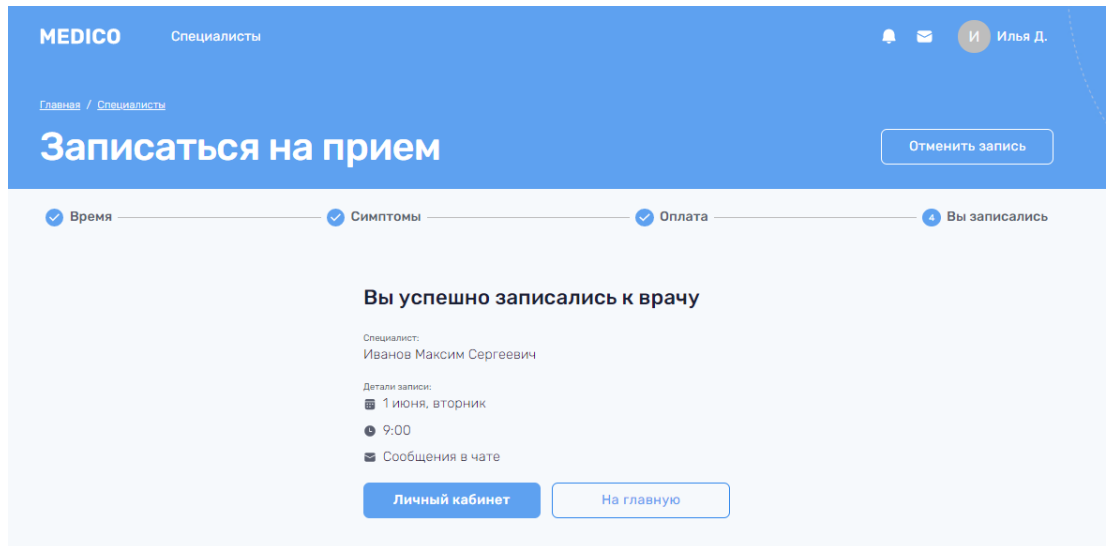 MEDICO Специалисты И Илья Д.
Главная / Специалисты
Записаться на прием Отменить запись
Время Симптомы Оплата 4 Вы записались
Вы успешно записались к врачу
Специалист:
Иванов Максим Сергеевич
Детали записи:
1 июня, вторник
9:00
Сообщения в чате
Личный кабинет На главную